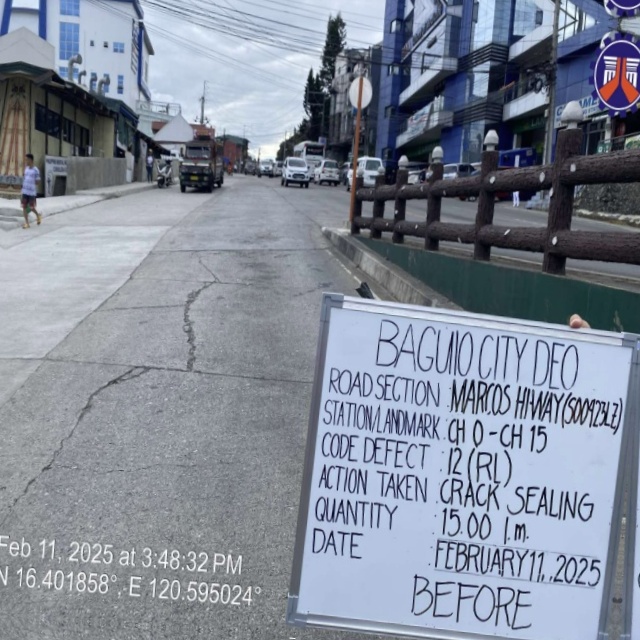 BAGUIO CITY DEO
ROAD SECTION : MARCOS HIWAY (S00923LZ)
STATION/LANDMARK : CH 0 - CH 15
CODE DEFECT : 12 (RL)
ACTION TAKEN : CRACK SEALING
QUANTITY : 15.00 l.m.
DATE : FEBRUARY 11, 2025
BEFORE
Feb 11, 2025 at 3:48:32 PM
N 16.401858°, E 120.595024°